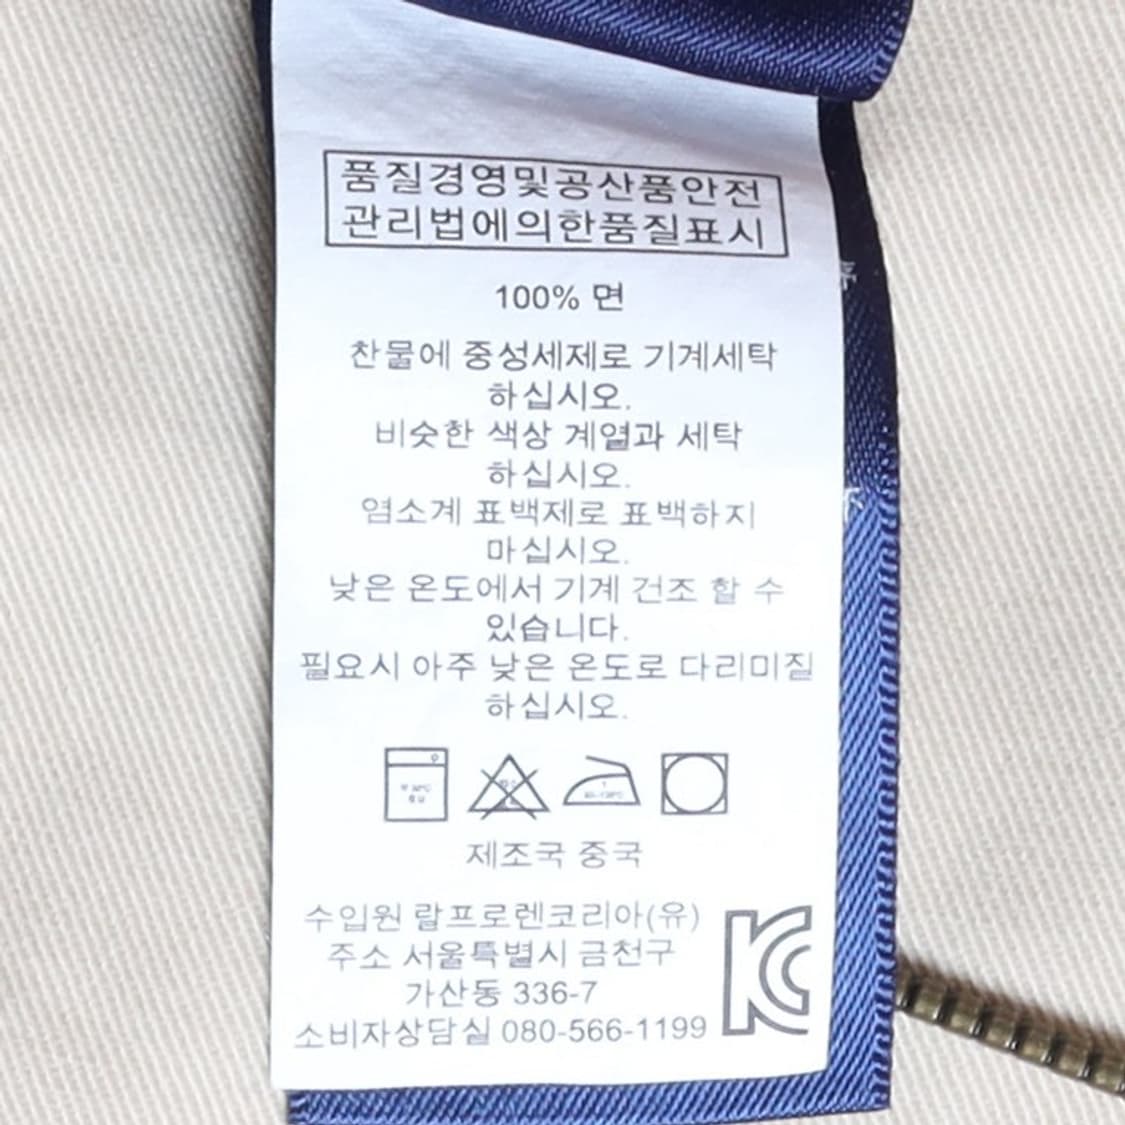 품질경영및공산품안전
관리법에의한품질표시
100% 면
찬물에 중성세제로 기계세탁
하십시오.
비슷한 색상 계열과 세탁
하십시오.
염소계 표백제로 표백하지
마십시오.
낮은 온도에서 기계 건조 할 수
있습니다.
필요시 아주 낮은 온도로 다리미질
하십시오.
제조국 중국
수입원 랄프로렌코리아(유)
주소 서울특별시 금천구
가산동 336-7
소비자상담실 080-566-1199
KC